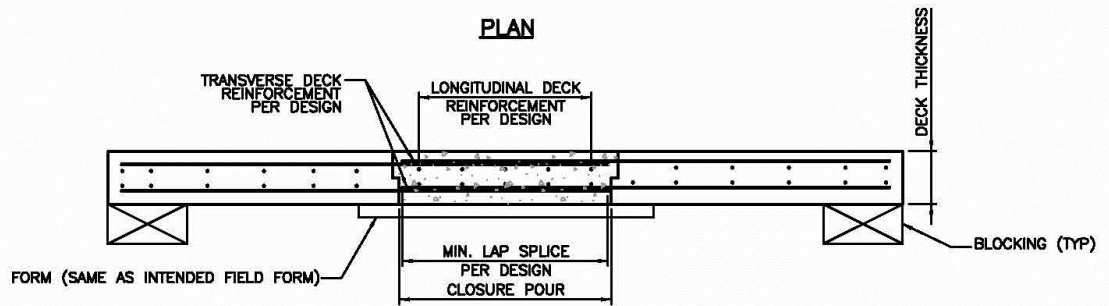 PLAN
TRANSVERSE DECK
REINFORCEMENT
PER DESIGN
LONGITUDINAL DECK
REINFORCEMENT
PER DESIGN
DECK THICKNESS
BLOCKING (TYP)
FORM (SAME AS INTENDED FIELD FORM)
MIN. LAP SPLICE
PER DESIGN
CLOSURE POUR